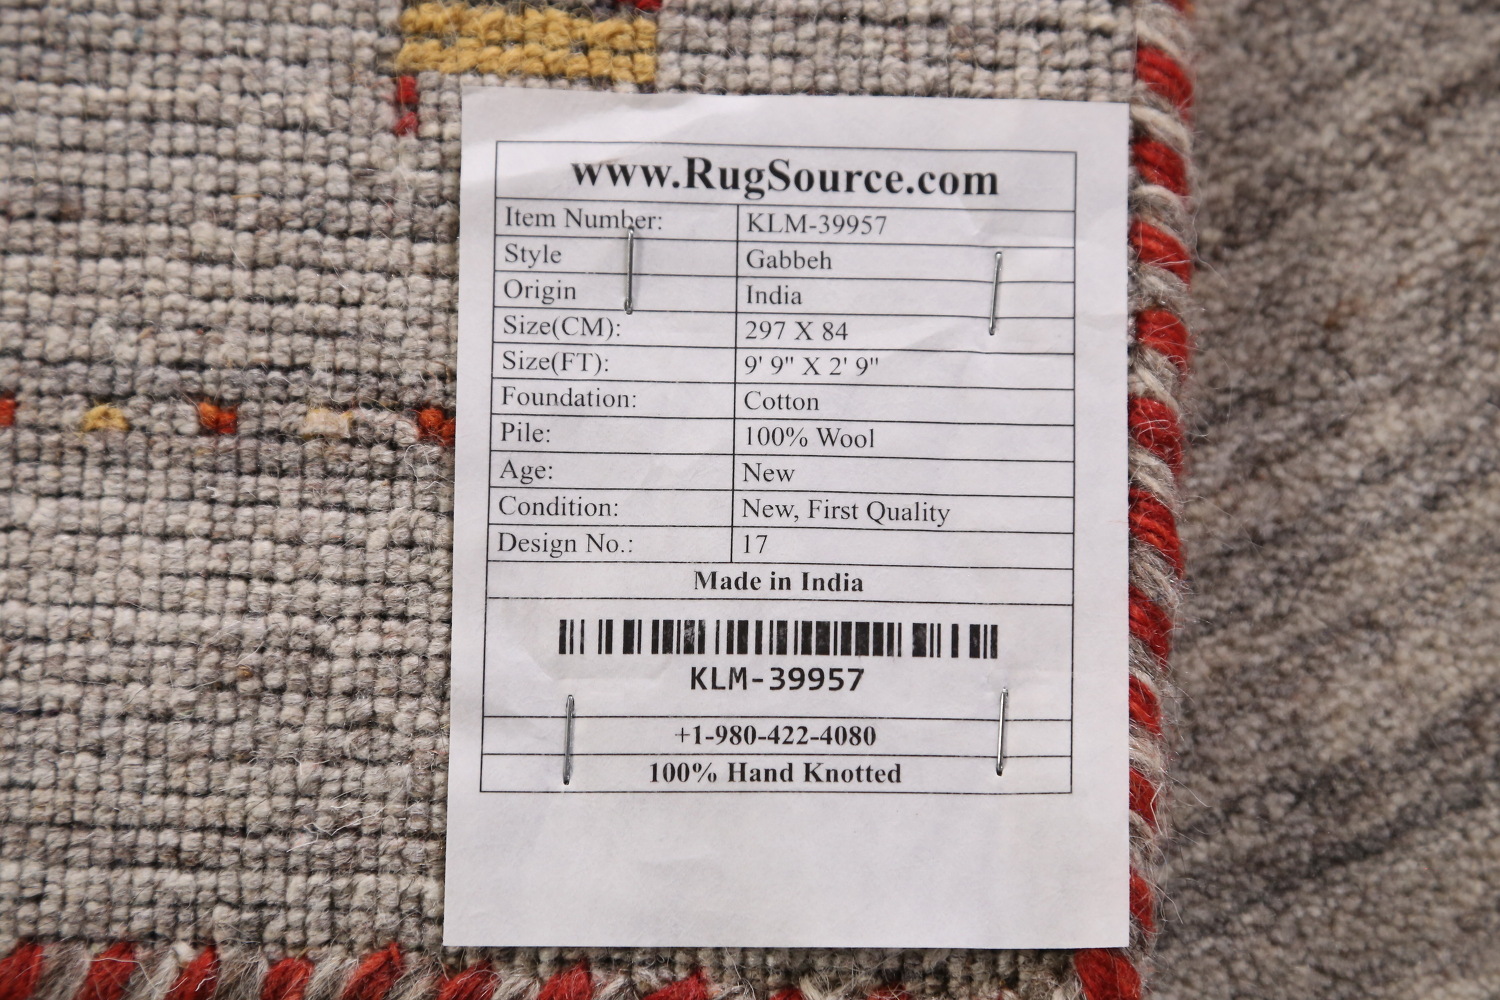 www.RugSource.com
Item Number: KLM-39957
Style Gabbeh
Origin India
Size(CM): 297 X 84
Size(FT): 9' 9" X 2' 9"
Foundation: Cotton
Pile: 100% Wool
Age: New
Condition: New, First Quality
Design No.: 17
Made in India
KLM-39957
+1-980-422-4080
100% Hand Knotted